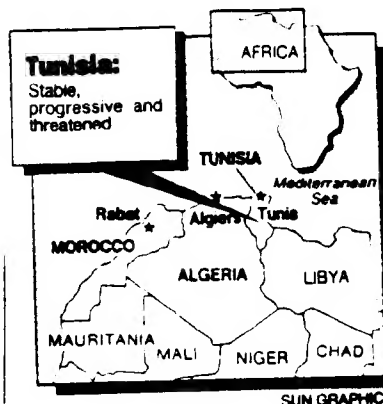 Tunisia:
Stable,
progressive and
threatened
AFRICA
TUNISIA
Mediterranean
Sea
Rabat
Algiers
Tunis
MOROCCO
ALGERIA
LIBYA
MAURITANIA
MALI
NIGER
CHAD
SUN GRAPHIC